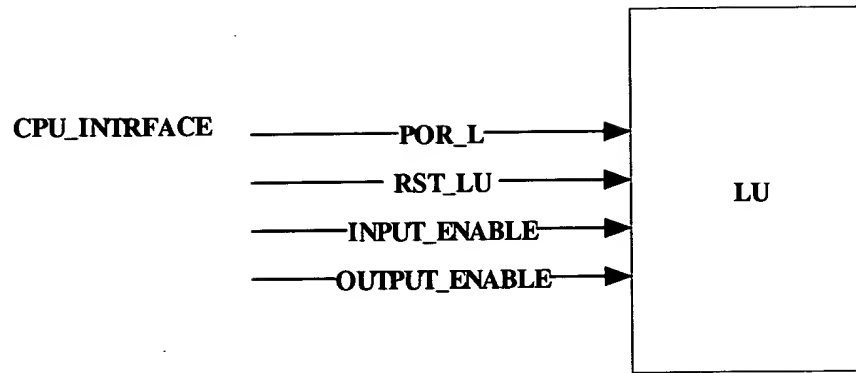 CPU_INTRFACE
POR_L
RST_LU
LU
INPUT_ENABLE
OUTPUT_ENABLE